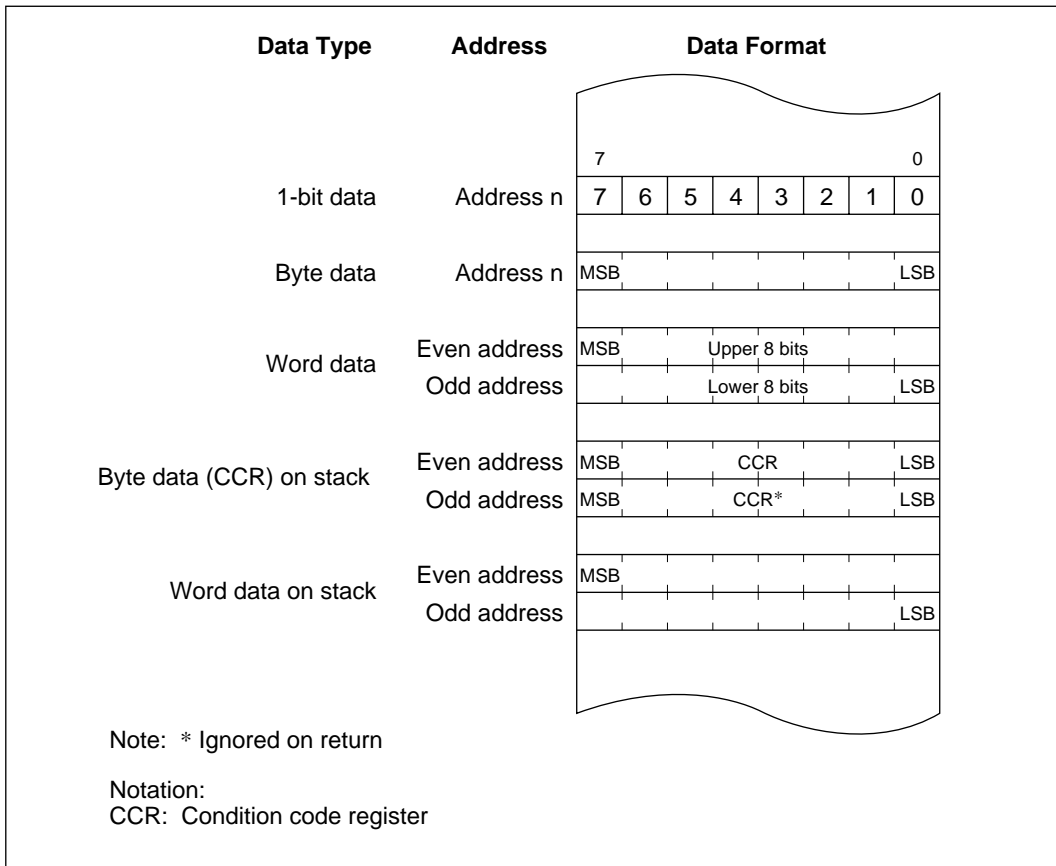 Data Type Address Data Format
7 0
1-bit data Address n 7 6 5 4 3 2 1 0
Byte data Address n MSB LSB
Word data
Even address MSB Upper 8 bits
Odd address Lower 8 bits LSB
Byte data (CCR) on stack
Even address MSB CCR LSB
Odd address MSB CCR* LSB
Word data on stack
Even address MSB
Odd address LSB
Note: * Ignored on return
Notation:
CCR: Condition code register